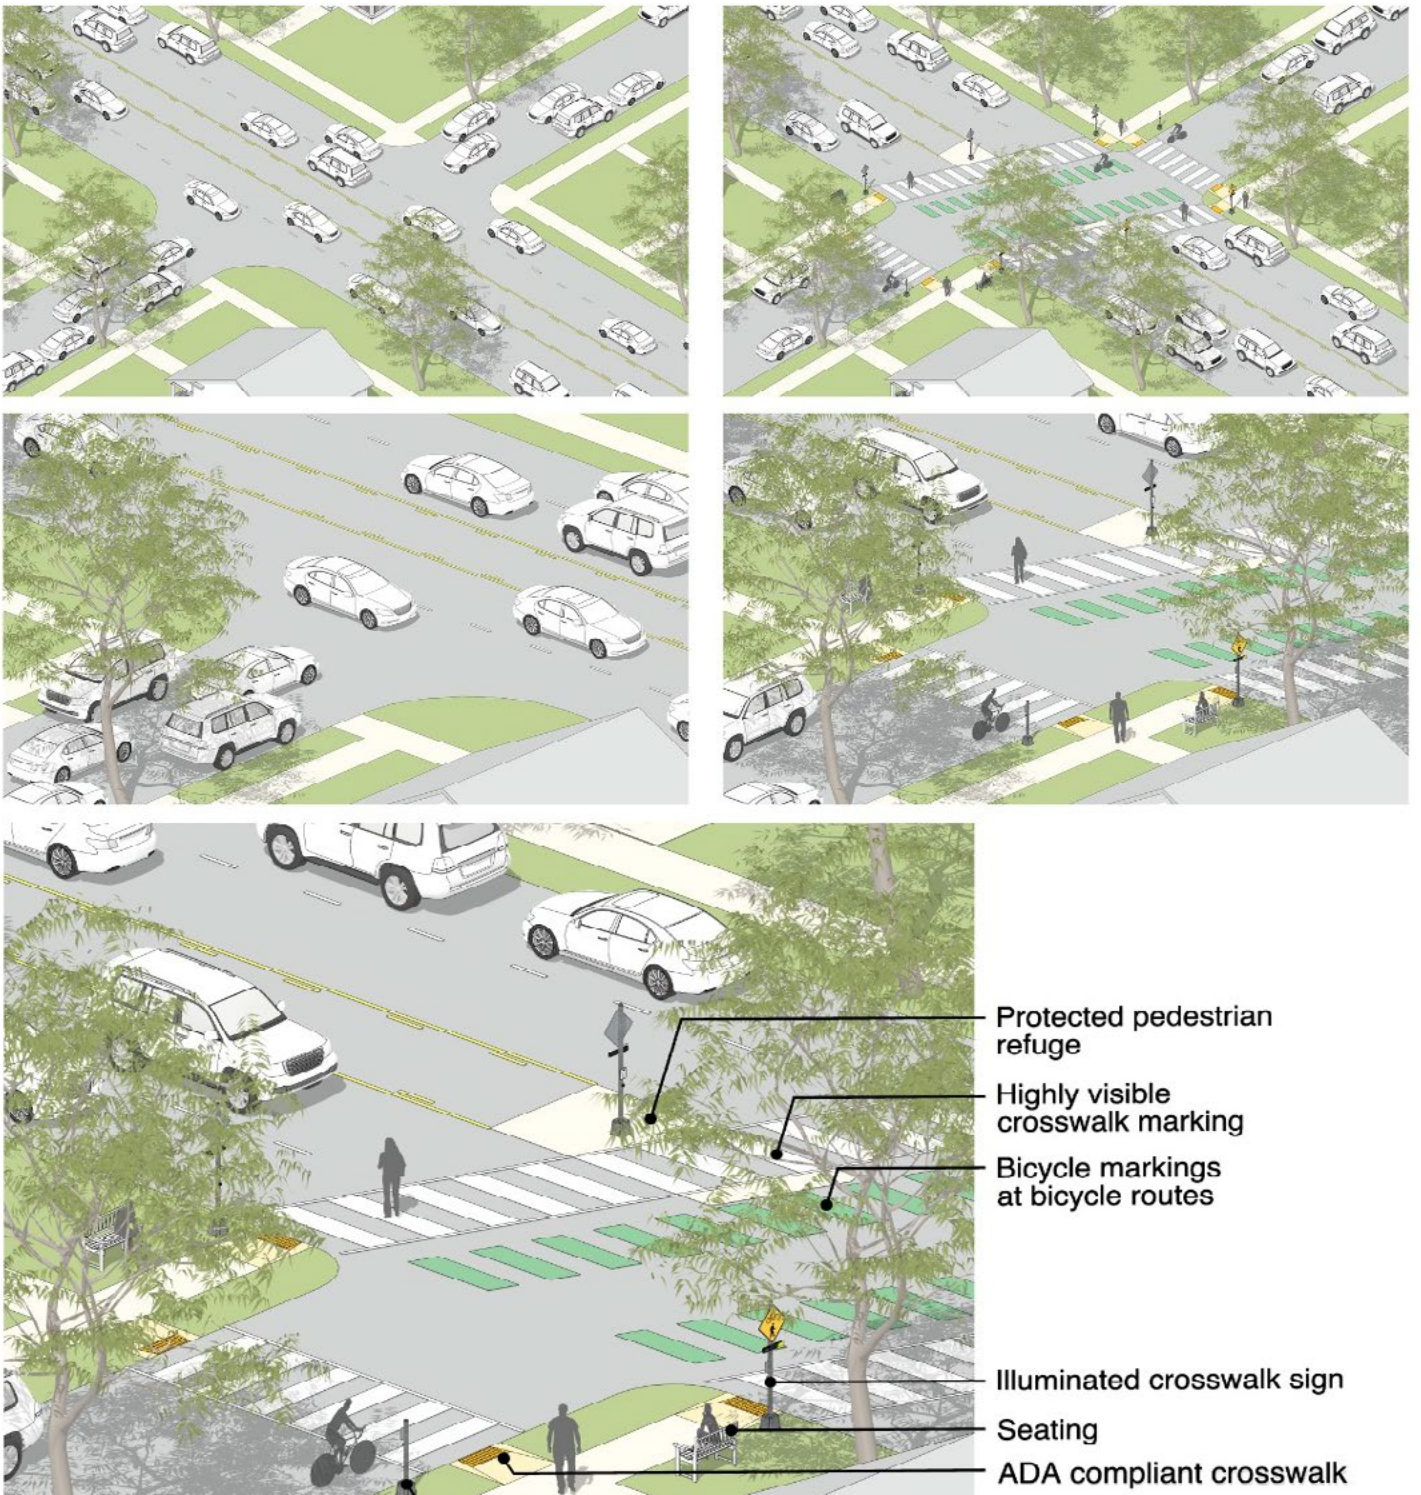 Protected pedestrian
refuge
Highly visible
crosswalk marking
Bicycle markings
at bicycle routes
Illuminated crosswalk sign
Seating
ADA compliant crosswalk